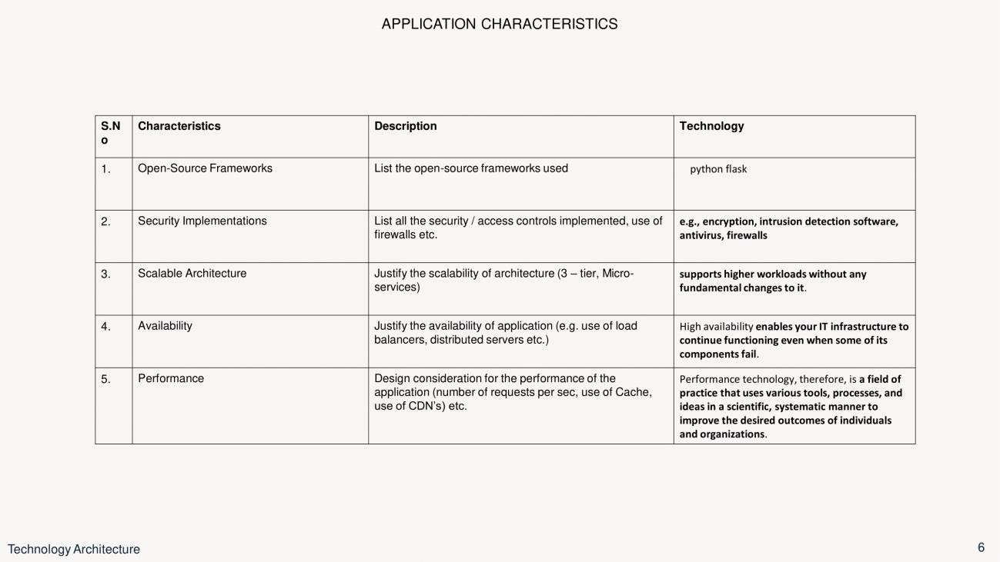 APPLICATION CHARACTERISTICS
S.N
o
Characteristics
Description
Technology
1.
Open-Source Frameworks
List the open-source frameworks used
python flask
2.
Security Implementations
List all the security / access controls implemented, use of
firewalls etc.
e.g., encryption, intrusion detection software,
antivirus, firewalls
3.
Scalable Architecture
Justify the scalability of architecture (3 – tier, Micro-
services)
supports higher workloads without any
fundamental changes to it.
4.
Availability
Justify the availability of application (e.g. use of load
balancers, distributed servers etc.)
High availability enables your IT infrastructure to
continue functioning even when some of its
components fail.
5.
Performance
Design consideration for the performance of the
application (number of requests per sec, use of Cache,
use of CDN’s) etc.
Performance technology, therefore, is a field of
practice that uses various tools, processes, and
ideas in a scientific, systematic manner to
improve the desired outcomes of individuals
and organizations.
Technology Architecture
6